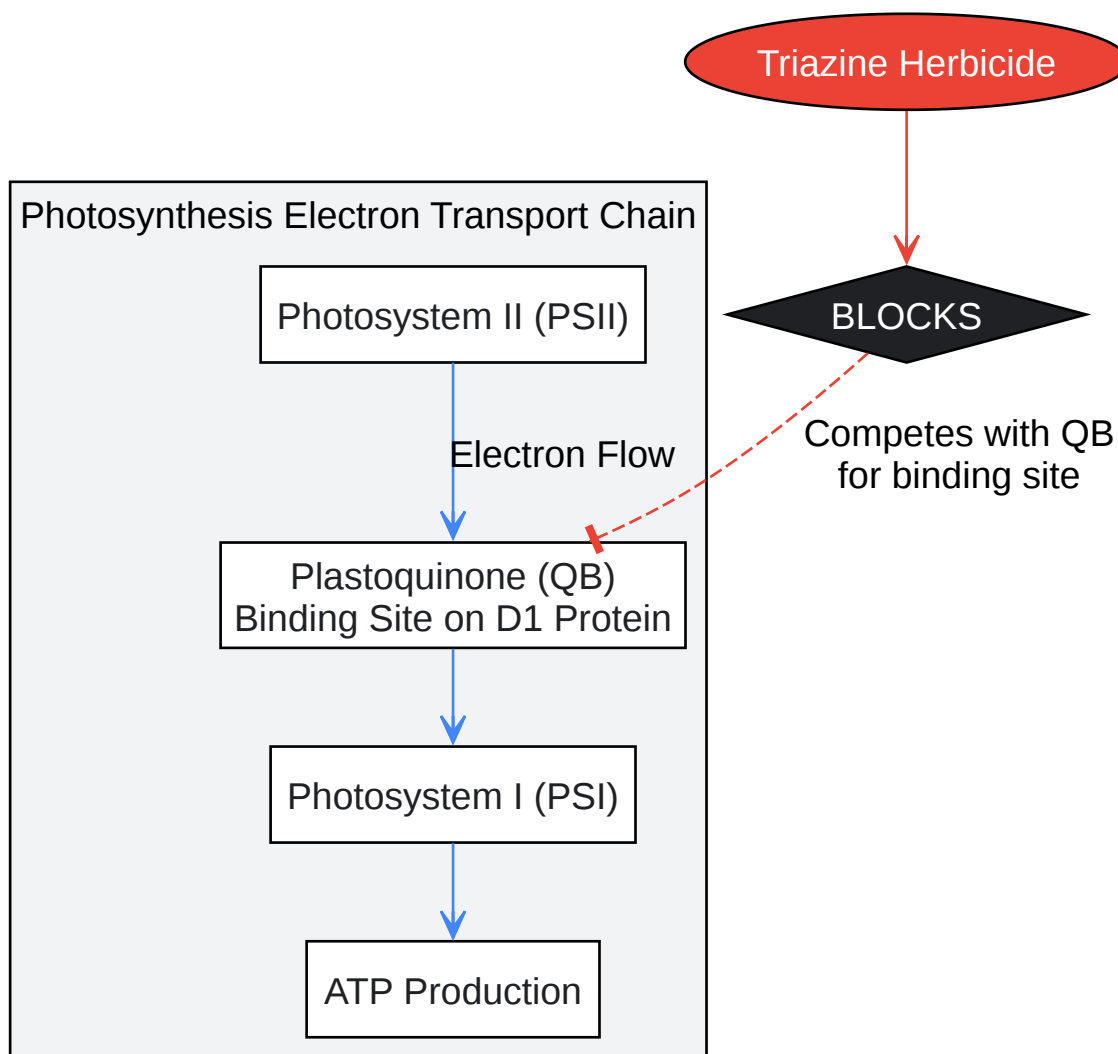 Triazine Herbicide
Photosynthesis Electron Transport Chain
Photosystem II (PSII)
BLOCKS
Competes with QB
for binding site
Electron Flow
Plastoquinone (QB)
Binding Site on D1 Protein
Photosystem I (PSI)
ATP Production